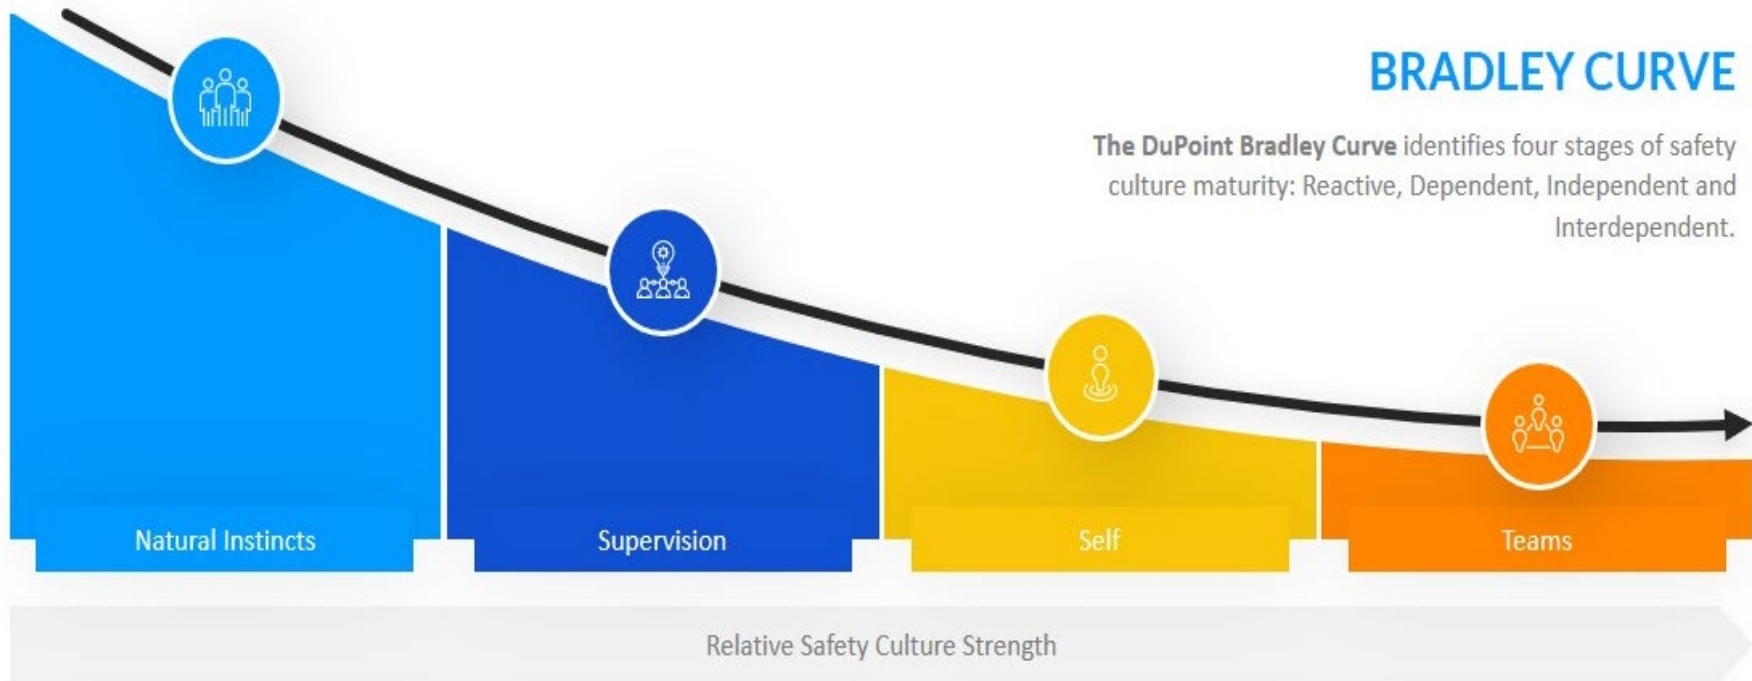 BRADLEY CURVE
The DuPoint Bradley Curve identifies four stages of safety
culture maturity: Reactive, Dependent, Independent and
Interdependent.
Natural Instincts
Supervision
Self
Teams
Relative Safety Culture Strength